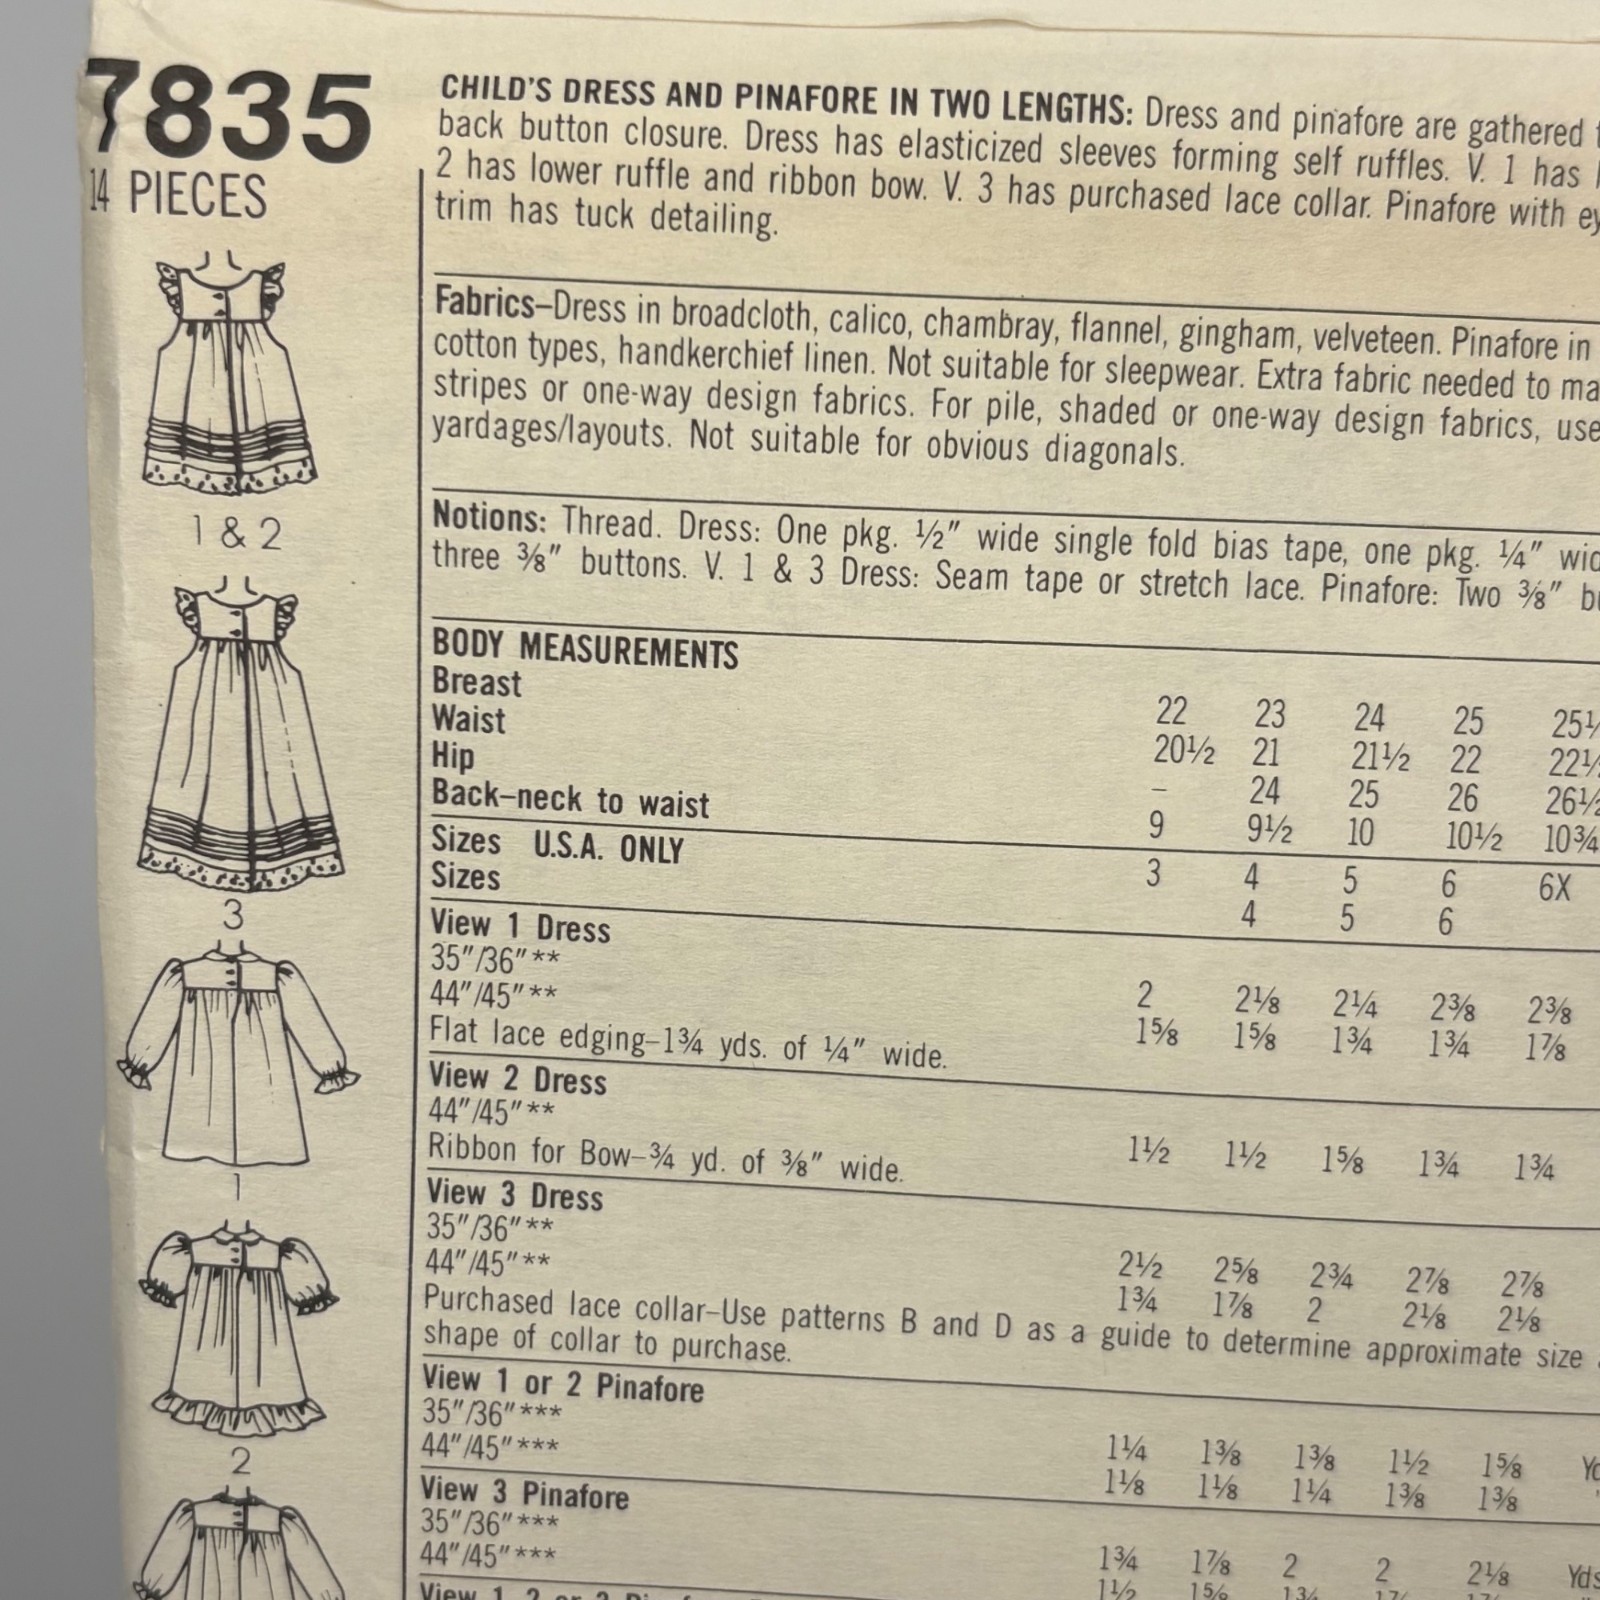 7835
14 PIECES
1 & 2
3
1
2
CHILD'S DRESS AND PINAFORE IN TWO LENGTHS: Dress and pinafore are gathered
back button closure. Dress has elasticized sleeves forming self ruffles. V. 1 has
2 has lower ruffle and ribbon bow. V. 3 has purchased lace collar. Pinafore with
trim has tuck detailing.
Fabrics–Dress in broadcloth, calico, chambray, flannel, gingham, velveteen. Pinafore in
cotton types, handkerchief linen. Not suitable for sleepwear. Extra fabric needed to
stripes or one-way design fabrics. For pile, shaded or one-way design fabrics, use
yardages/layouts. Not suitable for obvious diagonals.
Notions: Thread. Dress: One pkg. ½" wide single fold bias tape, one pkg. ¼"
three ⅜" buttons. V. 1 & 3 Dress: Seam tape or stretch lace. Pinafore: Two ⅜"
BODY MEASUREMENTS
Breast 22 23 24 25 25½
Waist 20½ 21 21½ 22 22½
Hip – 24 25 26 26½
Back–neck to waist 9 9½ 10 10½ 10¾
Sizes U.S.A. ONLY 3 4 5 6 6X
Sizes 4 5 6
View 1 Dress
35"/36"** 2 2⅛ 2¼ 2⅜ 2⅜
44"/45"** 1⅝ 1⅝ 1¾ 1¾ 1⅞
Flat lace edging–1¾ yds. of ¼" wide.
View 2 Dress
44"/45"** 1½ 1½ 1⅝ 1¾ 1¾
Ribbon for Bow–¾ yd. of ⅜" wide.
View 3 Dress
35"/36"** 2½ 2⅝ 2¾ 2⅞ 2⅞
44"/45"** 1¾ 1⅞ 2 2⅛ 2⅛
Purchased lace collar–Use patterns B and D as a guide to determine approximate size
shape of collar to purchase.
View 1 or 2 Pinafore
35"/36"*** 1¼ 1⅜ 1⅜ 1½ 1⅝
44"/45"*** 1⅛ 1⅛ 1¼ 1⅜ 1⅜
View 3 Pinafore
35"/36"*** 1¾ 1⅞ 2 2 2⅛ Yds
44"/45"*** 1½ 1⅝ 1¾